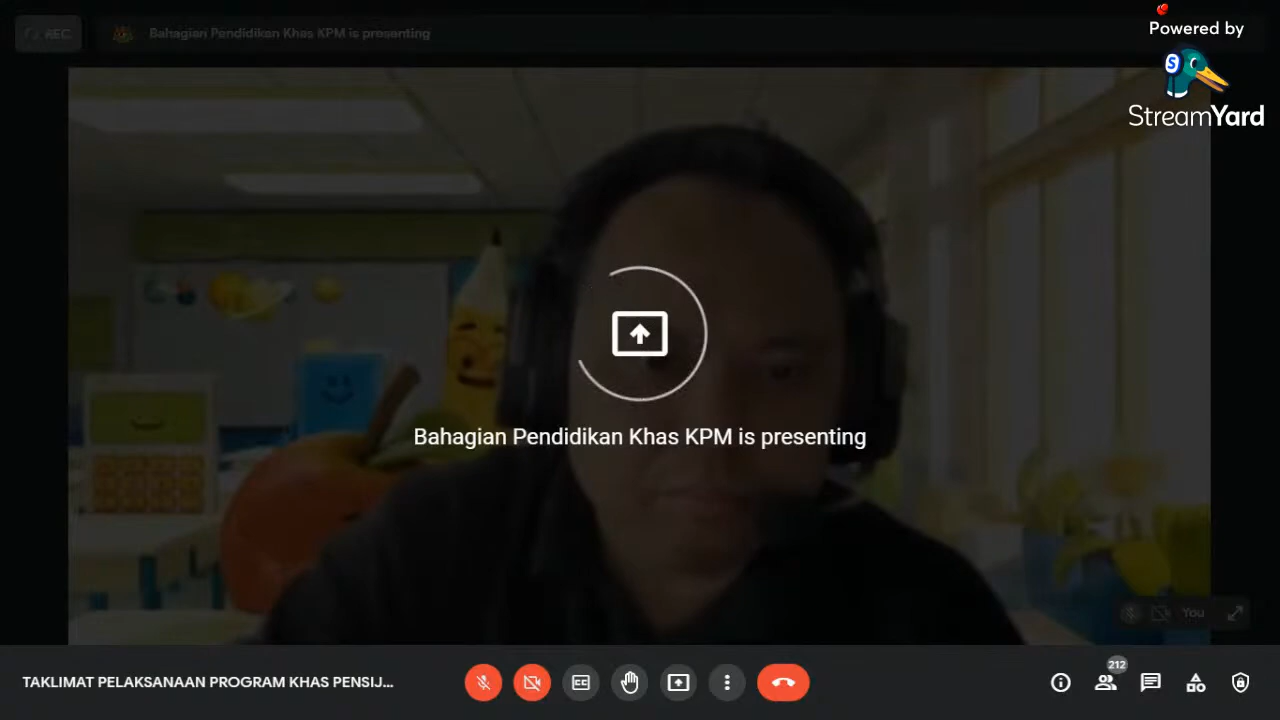 REC
Bahagian Pendidikan Khas KPM is presenting
Powered by
S
StreamYard
Bahagian Pendidikan Khas KPM is presenting
You
TAKLIMAT PELAKSANAAN PROGRAM KHAS PENSIJ...
CC
212